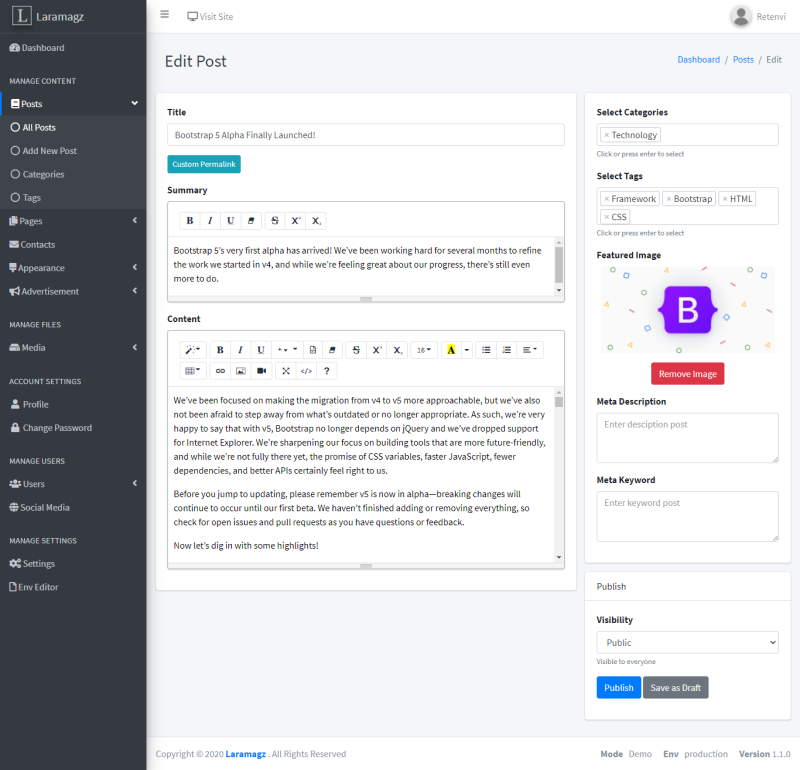 L Laramagz
Visit Site
Retenvi
Dashboard
MANAGE CONTENT
Posts
All Posts
Add New Post
Categories
Tags
Pages
Contacts
Appearance
Advertisement
MANAGE FILES
Media
ACCOUNT SETTINGS
Profile
Change Password
MANAGE USERS
Users
Social Media
MANAGE SETTINGS
Settings
Env Editor
Edit Post
Dashboard / Posts / Edit
Title
Bootstrap 5 Alpha Finally Launched!
Custom Permalink
Summary
B I U S X² X₂
Bootstrap 5's very first alpha has arrived! We've been working hard for several months to refine
the work we started in v4, and while we're feeling great about our progress, there's still even
more to do.
Content
B I U S X² X₂ 16 A
</> ?
We've been focused on making the migration from v4 to v5 more approachable, but we've also
not been afraid to step away from what's outdated or no longer appropriate. As such, we're very
happy to say that with v5, Bootstrap no longer depends on jQuery and we've dropped support
for Internet Explorer. We're sharpening our focus on building tools that are more future-friendly,
and while we're not fully there yet, the promise of CSS variables, faster JavaScript, fewer
dependencies, and better APIs certainly feel right to us.
Before you jump to updating, please remember v5 is now in alpha—breaking changes will
continue to occur until our first beta. We haven't finished adding or removing everything, so
check for open issues and pull requests as you have questions or feedback.
Now let's dig in with some highlights!
Select Categories
× Technology
Click or press enter to select
Select Tags
× Framework × Bootstrap × HTML
× CSS
Click or press enter to select
Featured Image
B
Remove Image
Meta Description
Enter desciption post
Meta Keyword
Enter keyword post
Publish
Visibility
Public
Visible to everyone
Publish Save as Draft
Copyright © 2020 Laramagz . All Rights Reserved
Mode Demo Env production Version 1.1.0